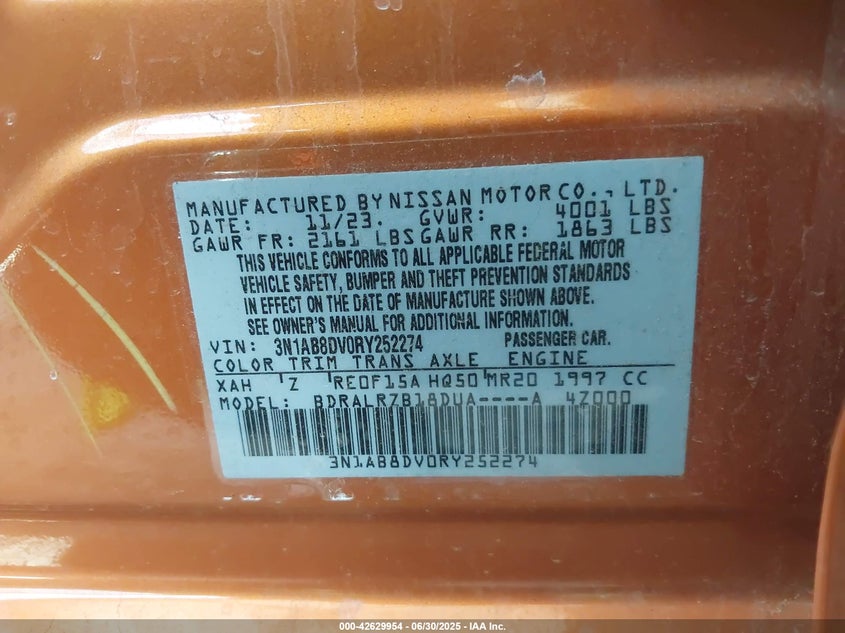 MANUFACTURED BY NISSAN MOTOR CO., LTD.
DATE: 11/23. GVWR: 4001 LBS
GAWR FR: 2161 LBS GAWR RR: 1863 LBS
THIS VEHICLE CONFORMS TO ALL APPLICABLE FEDERAL MOTOR
VEHICLE SAFETY, BUMPER AND THEFT PREVENTION STANDARDS
IN EFFECT ON THE DATE OF MANUFACTURE SHOWN ABOVE.
SEE OWNER'S MANUAL FOR ADDITIONAL INFORMATION.
VIN: 3N1AB8DV0RY252274 PASSENGER CAR.
COLOR TRIM TRANS AXLE ENGINE
XAH Z RE0F15A HQ50 MR20 1997 CC
MODEL: BDRALRZB18DUA----A 4Z000
3N1AB8DV0RY252274
000-42629954 - 06/30/2025 - IAA Inc.